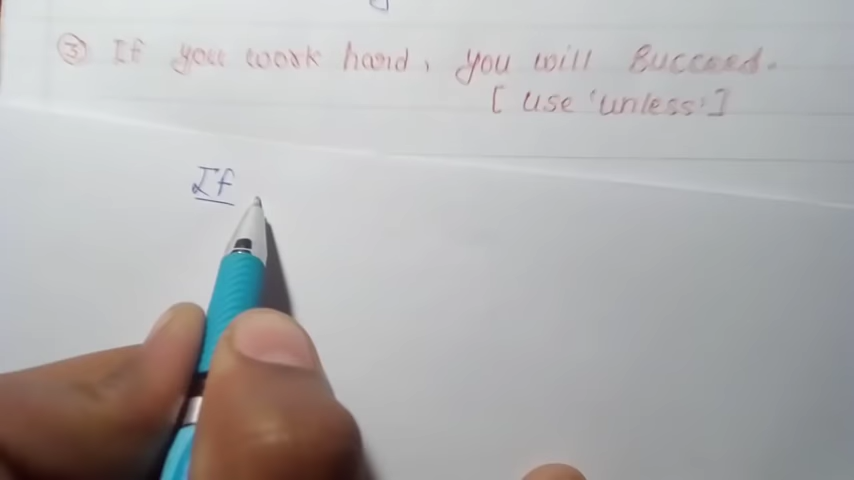 ③ If you work hard, you will succeed.
[ use 'unless' ]
If